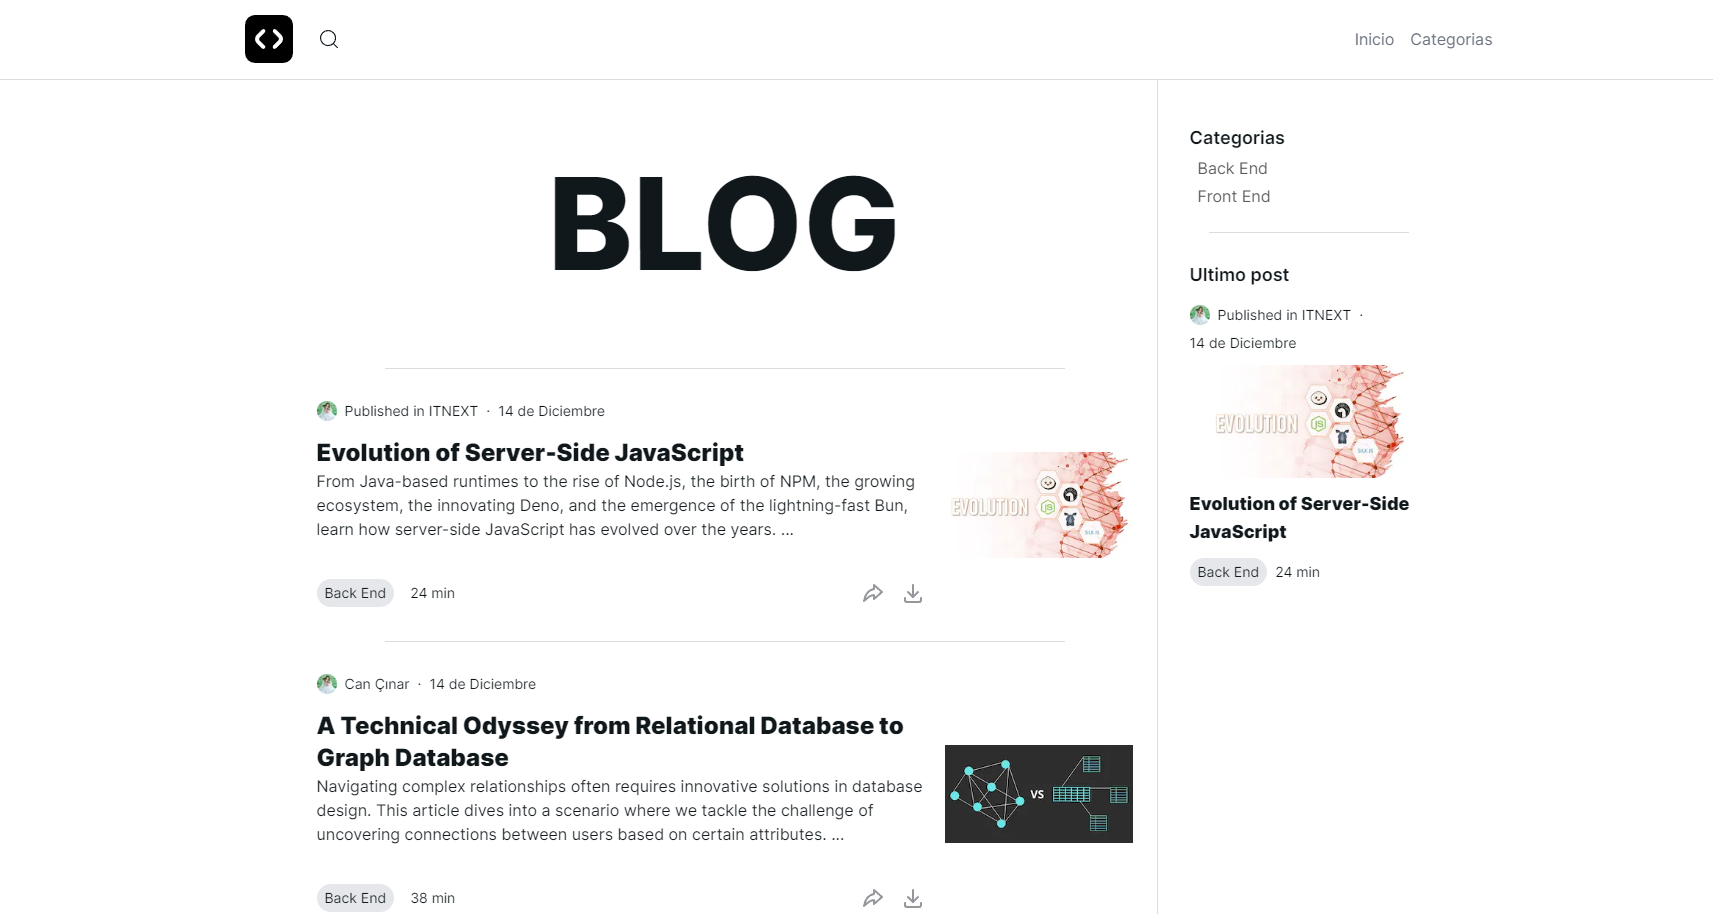 Inicio Categorias
BLOG
Published in ITNEXT · 14 de Diciembre
Evolution of Server-Side JavaScript
From Java-based runtimes to the rise of Node.js, the birth of NPM, the growing
ecosystem, the innovating Deno, and the emergence of the lightning-fast Bun,
learn how server-side JavaScript has evolved over the years. ...
EVOLUTION
Back End 24 min
Can Çınar · 14 de Diciembre
A Technical Odyssey from Relational Database to
Graph Database
Navigating complex relationships often requires innovative solutions in database
design. This article dives into a scenario where we tackle the challenge of
uncovering connections between users based on certain attributes. ...
VS
Back End 38 min
Categorias
Back End
Front End
Ultimo post
Published in ITNEXT ·
14 de Diciembre
EVOLUTION
Evolution of Server-Side
JavaScript
Back End 24 min